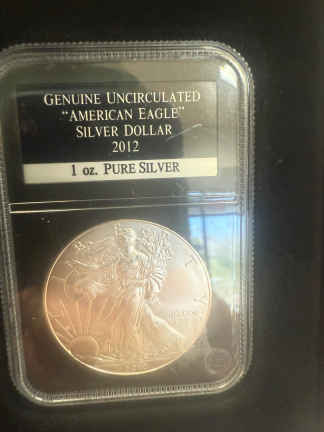 GENUINE UNCIRCULATED
"AMERICAN EAGLE"
SILVER DOLLAR
2012
1 oz. PURE SILVER